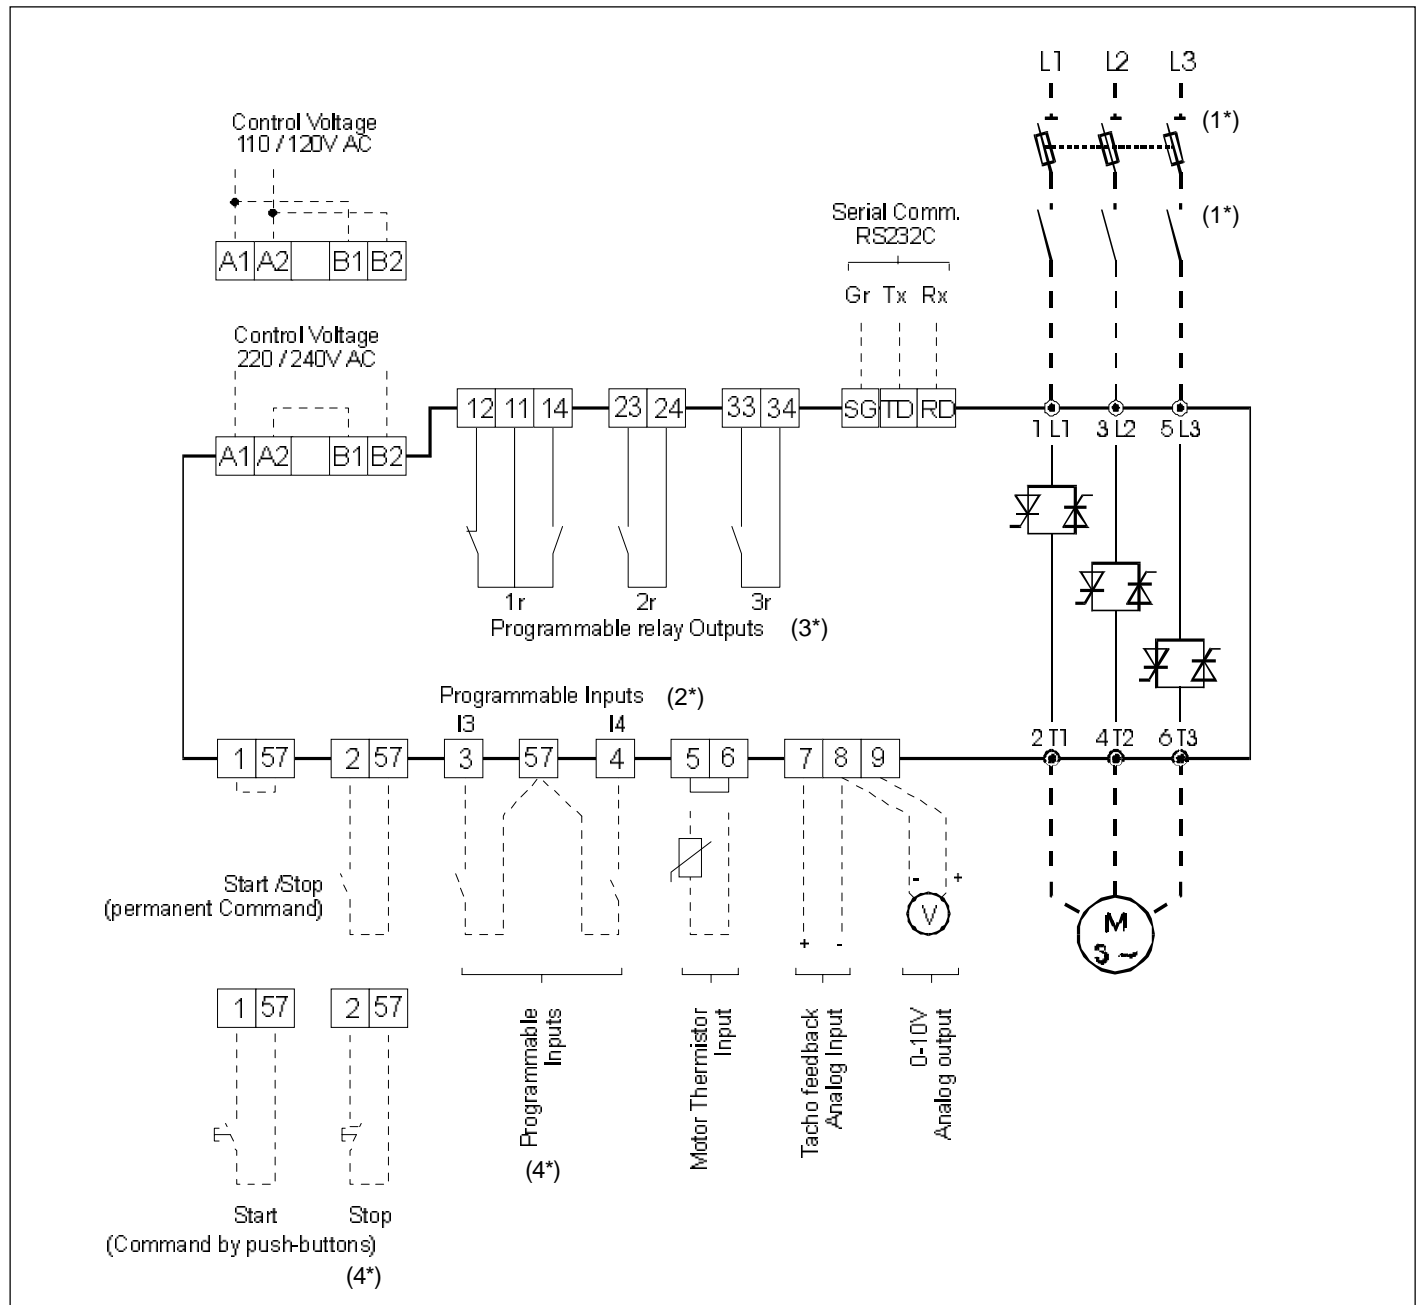 L1 L2 L3
(1*)
Control Voltage
110 / 120V AC
Serial Comm.
RS232C
(1*)
A1 A2 B1 B2
Gr Tx Rx
Control Voltage
220 / 240V AC
12 11 14 23 24 33 34 SG TD RD
1 L1 3 L2 5 L3
A1 A2 B1 B2
1r 2r 3r
Programmable relay Outputs (3*)
Programmable Inputs (2*)
I3 I4
2 T1 4 T2 6 T3
1 57 2 57 3 57 4 5 6 7 8 9
Start /Stop
(permanent Command)
- +
V
+ -
M
3 ~
1 57 2 57
Programmable
Inputs
(4*)
Motor Thermistor
Input
Tacho feedback
Analog Input
0-10V
Analog output
Start Stop
(Command by push-buttons)
(4*)